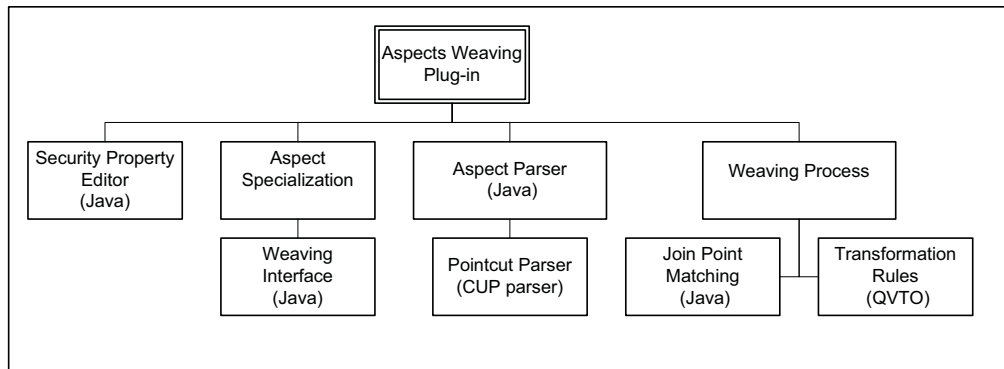 Aspects Weaving
Plug-in
Security Property
Editor
(Java)
Aspect
Specialization
Aspect Parser
(Java)
Weaving Process
Weaving
Interface
(Java)
Pointcut Parser
(CUP parser)
Join Point
Matching
(Java)
Transformation
Rules
(QVTO)